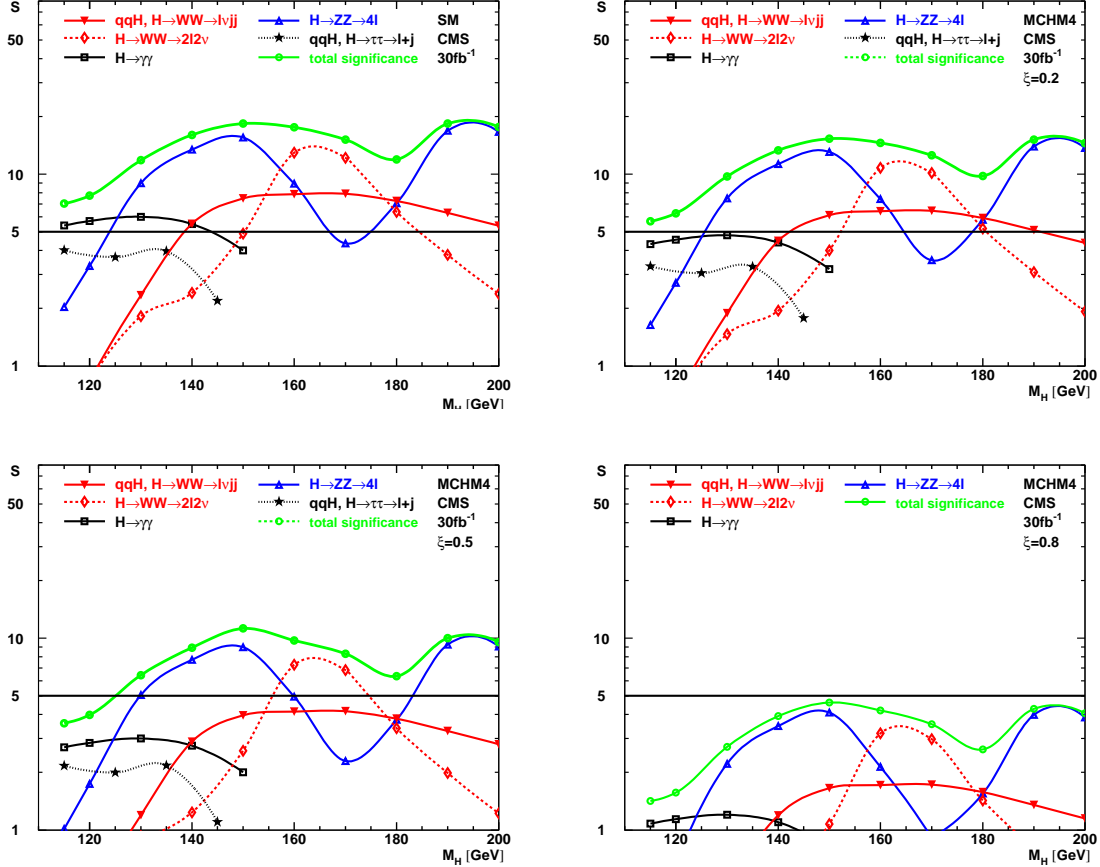 S
qqH, H→WW→lνjj H→ZZ→4l SM
50 H→WW→2l2ν qqH, H→ττ→l+j CMS
H→γγ total significance 30fb-1
10
5
1
120 140 160 180 200
M_H [GeV]
S
qqH, H→WW→lνjj H→ZZ→4l MCHM4
50 H→WW→2l2ν qqH, H→ττ→l+j CMS
H→γγ total significance 30fb-1
ξ=0.2
10
5
1
120 140 160 180 200
M_H [GeV]
S
qqH, H→WW→lνjj H→ZZ→4l MCHM4
50 H→WW→2l2ν qqH, H→ττ→l+j CMS
H→γγ total significance 30fb-1
ξ=0.5
10
5
1
120 140 160 180 200
M_H [GeV]
S
qqH, H→WW→lνjj H→ZZ→4l MCHM4
50 H→WW→2l2ν total significance CMS
H→γγ 30fb-1
ξ=0.8
10
5
1
120 140 160 180 200
M_H [GeV]